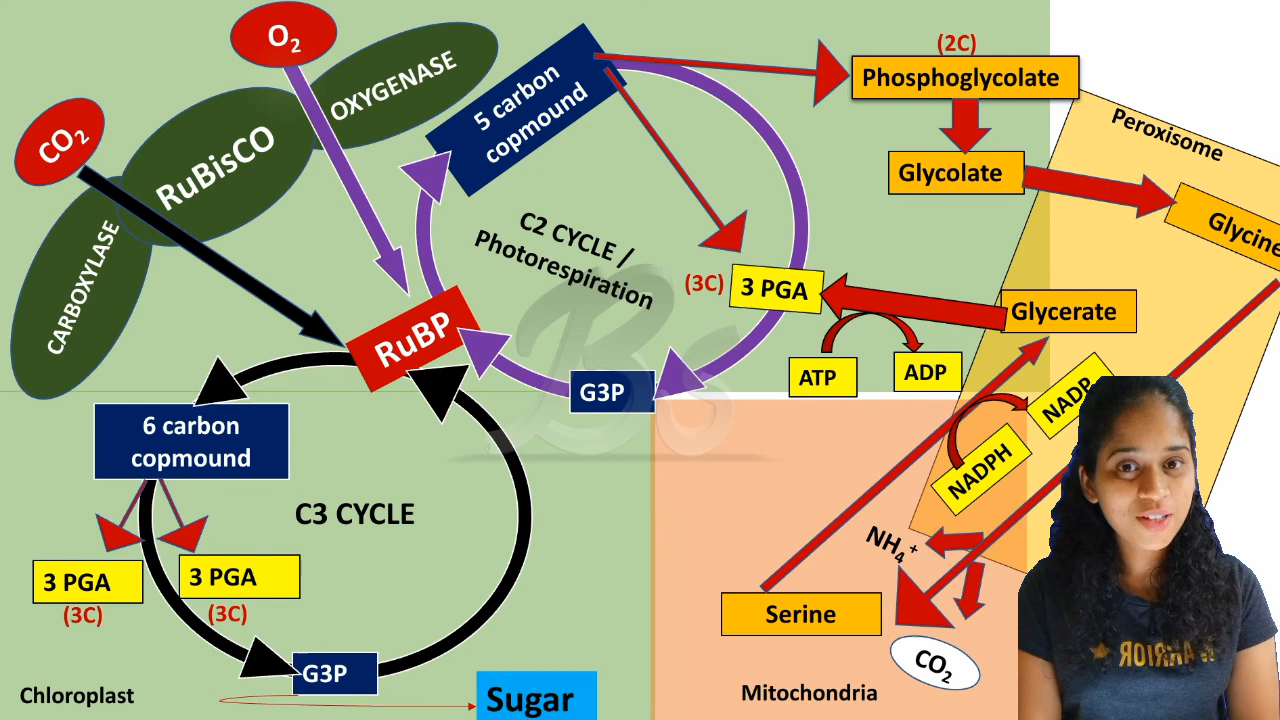 O2
OXYGENASE
CO2
RuBisCO
CARBOXYLASE
5 carbon
copmound
(2C)
Phosphoglycolate
Peroxisome
Glycolate
Glycine
C2 CYCLE /
Photorespiration
(3C)
3 PGA
Glycerate
RuBP
ATP
ADP
G3P
NADP
NADPH
6 carbon
copmound
C3 CYCLE
NH4+
3 PGA
(3C)
3 PGA
(3C)
Serine
CO2
G3P
Chloroplast
Sugar
Mitochondria